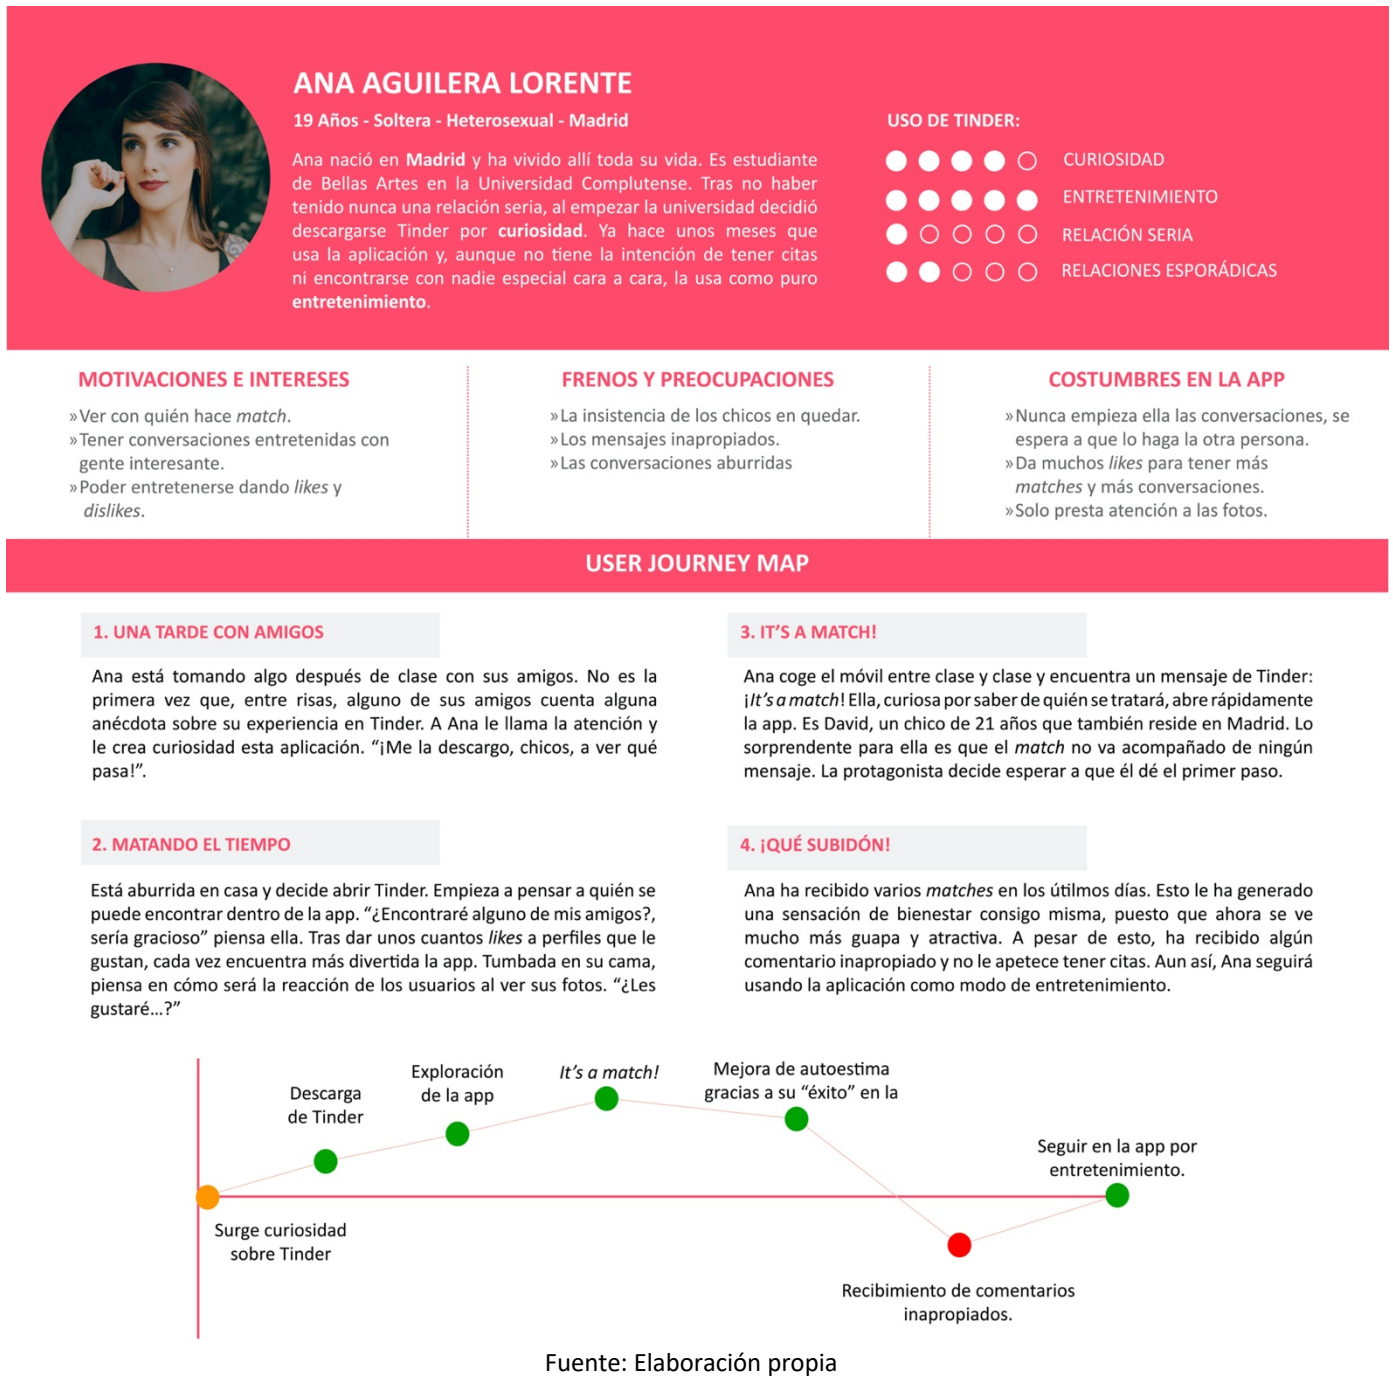 ANA AGUILERA LORENTE
19 Años - Soltera - Heterosexual - Madrid
Ana nació en Madrid y ha vivido allí toda su vida. Es estudiante
de Bellas Artes en la Universidad Complutense. Tras no haber
tenido nunca una relación seria, al empezar la universidad decidió
descargarse Tinder por curiosidad. Ya hace unos meses que
usa la aplicación y, aunque no tiene la intención de tener citas
ni encontrarse con nadie especial cara a cara, la usa como puro
entretenimiento.
USO DE TINDER:
CURIOSIDAD
ENTRETENIMIENTO
RELACIÓN SERIA
RELACIONES ESPORÁDICAS
MOTIVACIONES E INTERESES
»Ver con quién hace match.
»Tener conversaciones entretenidas con
gente interesante.
»Poder entretenerse dando likes y
dislikes.
FRENOS Y PREOCUPACIONES
»La insistencia de los chicos en quedar.
»Los mensajes inapropiados.
»Las conversaciones aburridas
COSTUMBRES EN LA APP
»Nunca empieza ella las conversaciones, se
espera a que lo haga la otra persona.
»Da muchos likes para tener más
matches y más conversaciones.
»Solo presta atención a las fotos.
USER JOURNEY MAP
1. UNA TARDE CON AMIGOS
Ana está tomando algo después de clase con sus amigos. No es la
primera vez que, entre risas, alguno de sus amigos cuenta alguna
anécdota sobre su experiencia en Tinder. A Ana le llama la atención y
le crea curiosidad esta aplicación. “¡Me la descargo, chicos, a ver qué
pasa!”.
2. MATANDO EL TIEMPO
Está aburrida en casa y decide abrir Tinder. Empieza a pensar a quién se
puede encontrar dentro de la app. “¿Encontraré alguno de mis amigos?,
sería gracioso” piensa ella. Tras dar unos cuantos likes a perfiles que le
gustan, cada vez encuentra más divertida la app. Tumbada en su cama,
piensa en cómo será la reacción de los usuarios al ver sus fotos. “¿Les
gustaré...?”
3. IT’S A MATCH!
Ana coge el móvil entre clase y clase y encuentra un mensaje de Tinder:
¡It’s a match! Ella, curiosa por saber de quién se tratará, abre rápidamente
la app. Es David, un chico de 21 años que también reside en Madrid. Lo
sorprendente para ella es que el match no va acompañado de ningún
mensaje. La protagonista decide esperar a que él dé el primer paso.
4. ¡QUÉ SUBIDÓN!
Ana ha recibido varios matches en los útilmos días. Esto le ha generado
una sensación de bienestar consigo misma, puesto que ahora se ve
mucho más guapa y atractiva. A pesar de esto, ha recibido algún
comentario inapropiado y no le apetece tener citas. Aun así, Ana seguirá
usando la aplicación como modo de entretenimiento.
Surge curiosidad
sobre Tinder
Descarga
de Tinder
Exploración
de la app
It’s a match!
Mejora de autoestima
gracias a su “éxito” en la
Recibimiento de comentarios
inapropiados.
Seguir en la app por
entretenimiento.
Fuente: Elaboración propia